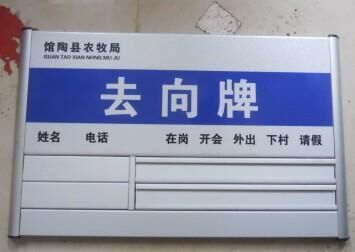 馆陶县农牧局
GUAN TAO XIAN NONG MU JU
去向牌
姓名 电话 在岗 开会 外出 下村 请假